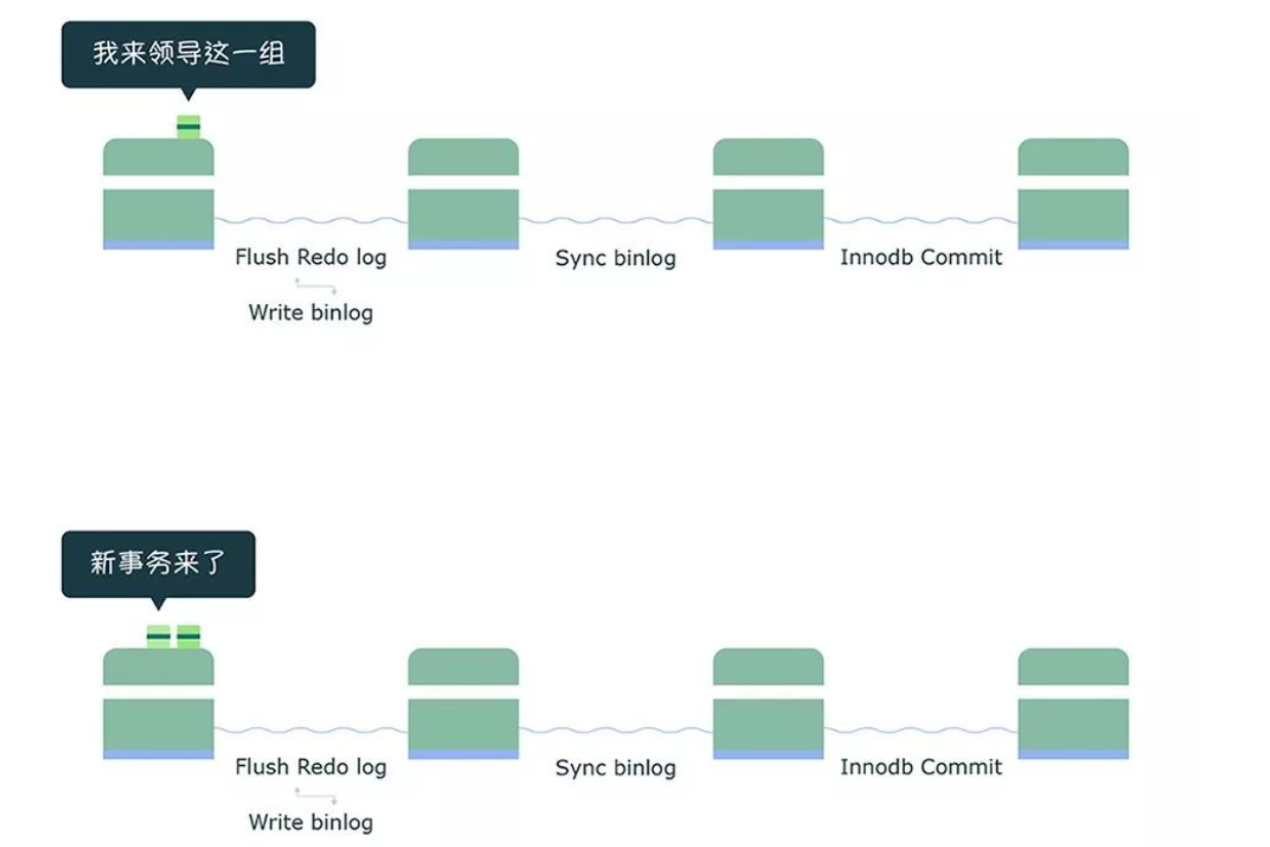 我来领导这一组
Flush Redo log
Sync binlog
Innodb Commit
Write binlog
新事务来了
Flush Redo log
Sync binlog
Innodb Commit
Write binlog